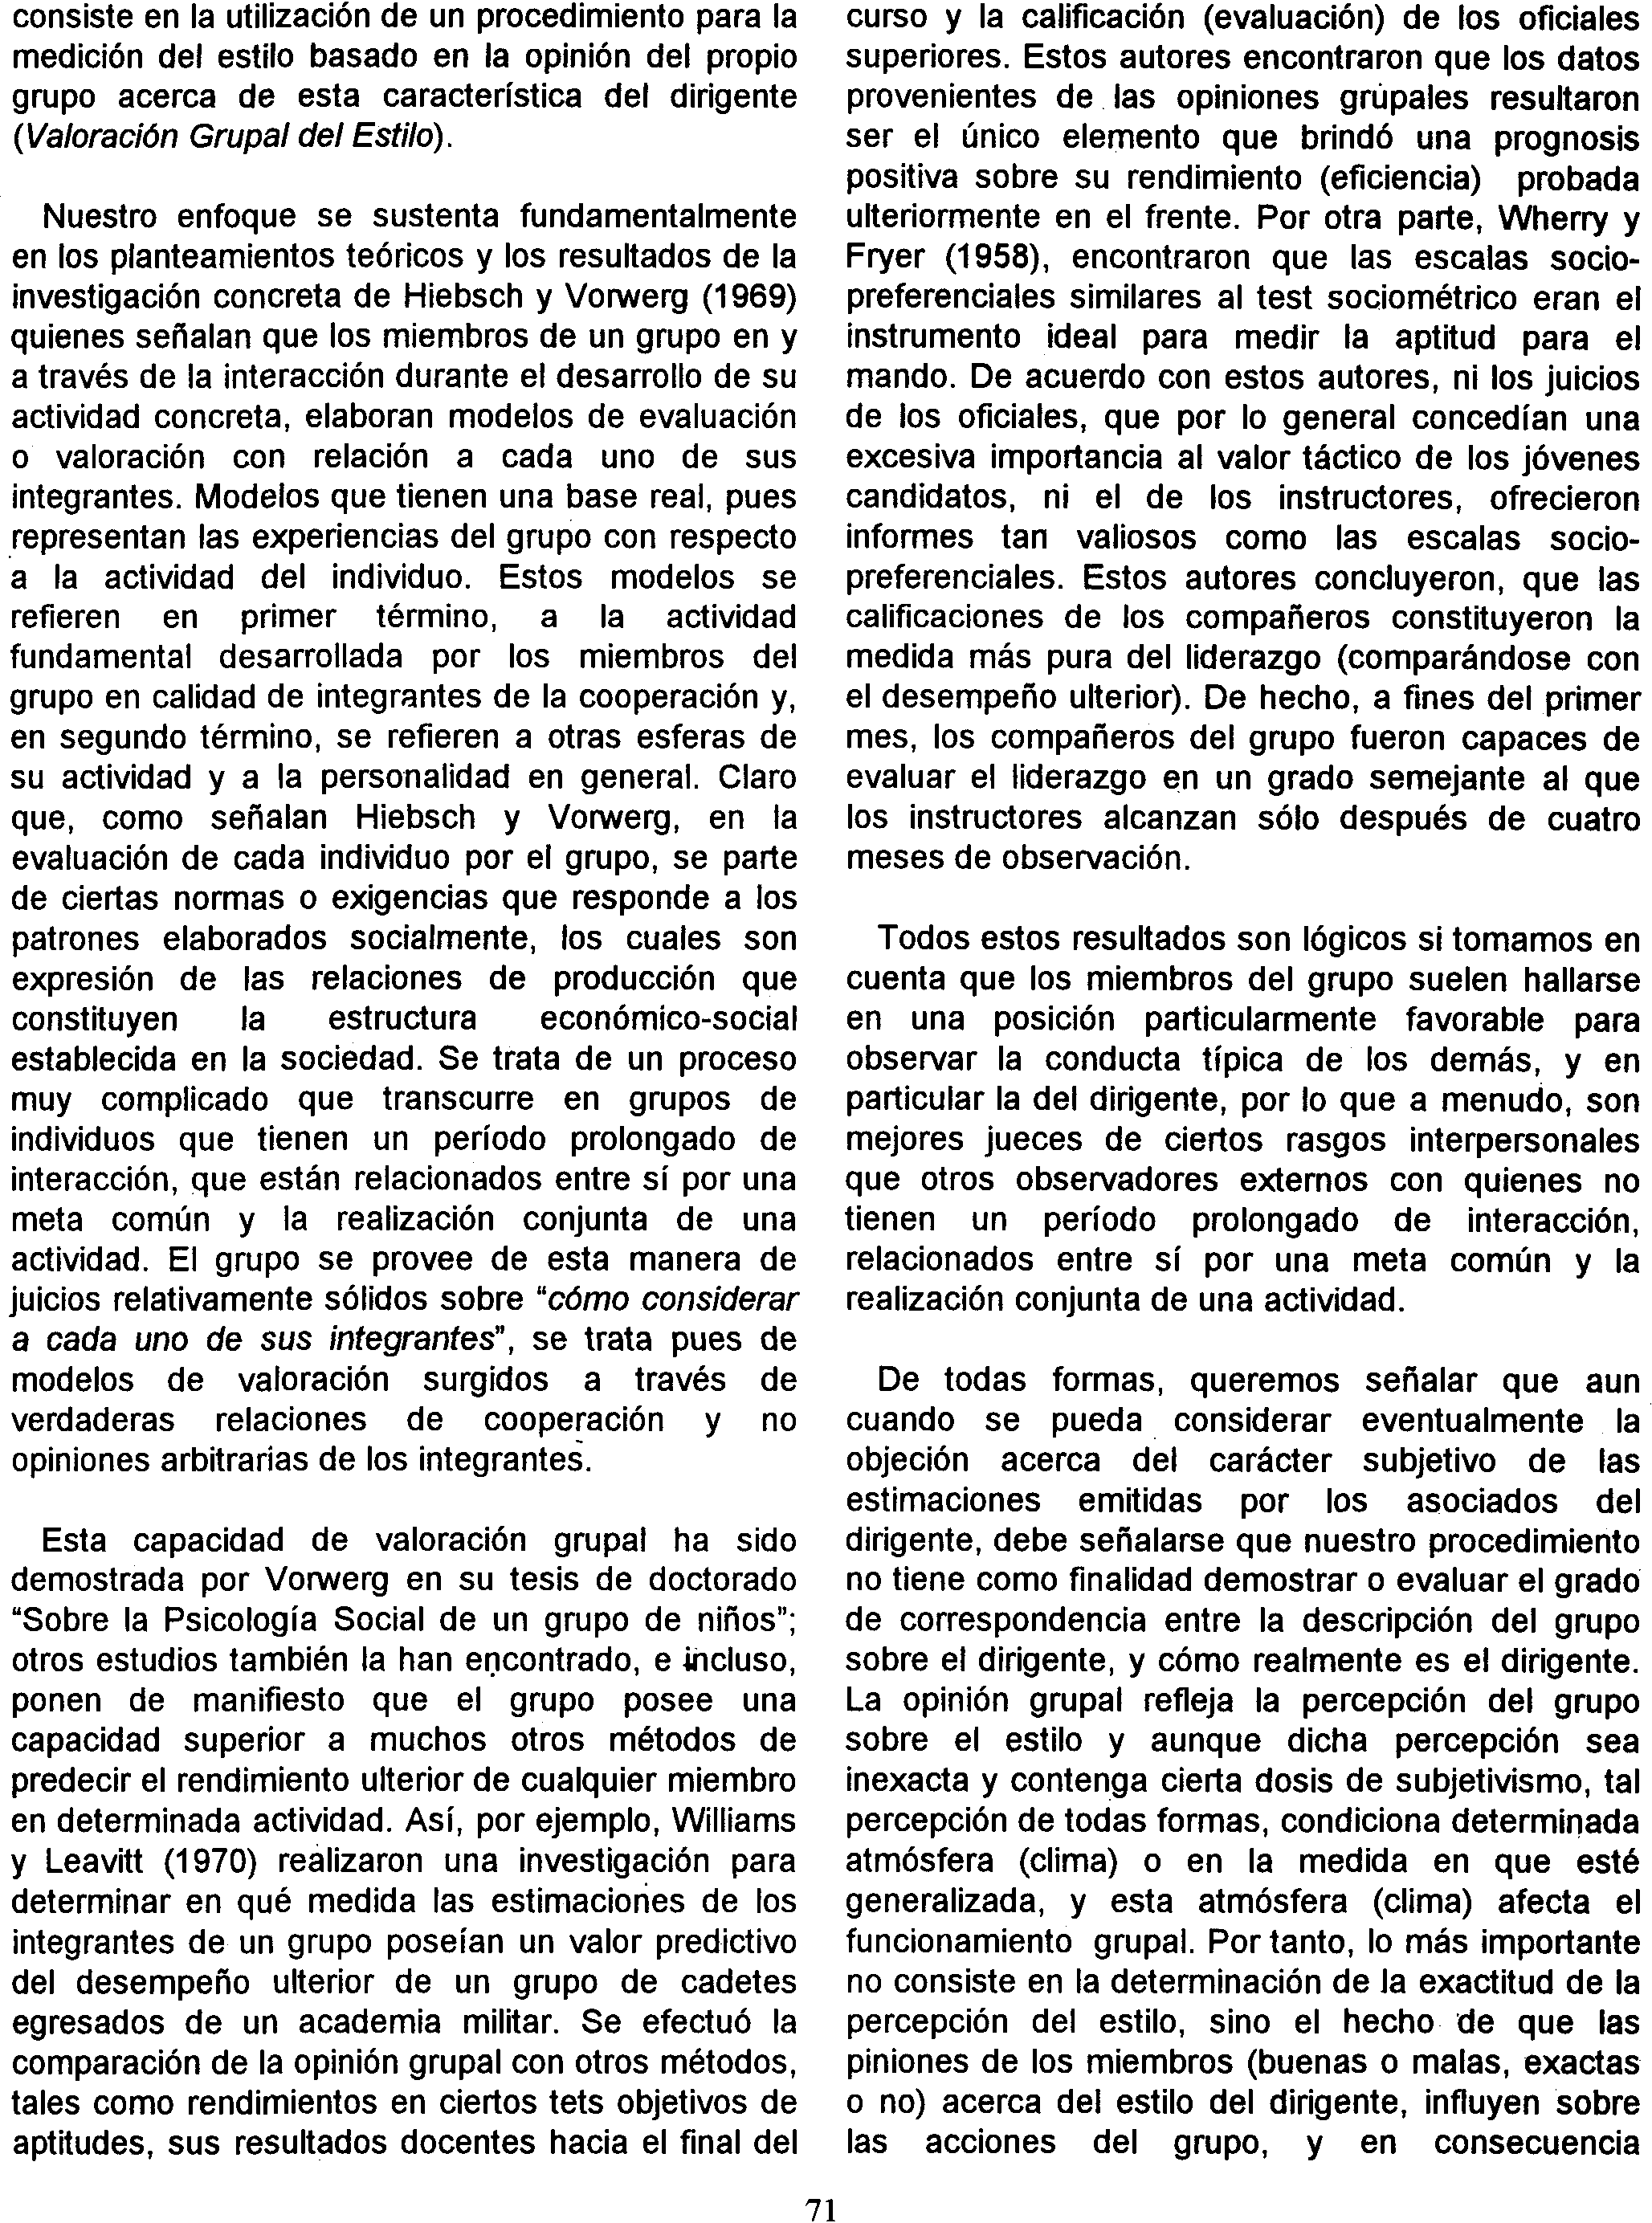 consiste en la utilización de un procedimiento para la
medición del estilo basado en la opinión del propio
grupo acerca de esta característica del dirigente
(Valoración Grupal del Estilo).
Nuestro enfoque se sustenta fundamentalmente
en los planteamientos teóricos y los resultados de la
investigación concreta de Hiebsch y Vorwerg (1969)
quienes señalan que los miembros de un grupo en y
a través de la interacción durante el desarrollo de su
actividad concreta, elaboran modelos de evaluación
o valoración con relación a cada uno de sus
integrantes. Modelos que tienen una base real, pues
representan las experiencias del grupo con respecto
a la actividad del individuo. Estos modelos se
refieren en primer término, a la actividad
fundamental desarrollada por los miembros del
grupo en calidad de integrantes de la cooperación y,
en segundo término, se refieren a otras esferas de
su actividad y a la personalidad en general. Claro
que, como señalan Hiebsch y Vorwerg, en la
evaluación de cada individuo por el grupo, se parte
de ciertas normas o exigencias que responde a los
patrones elaborados socialmente, los cuales son
expresión de las relaciones de producción que
constituyen la estructura económico-social
establecida en la sociedad. Se trata de un proceso
muy complicado que transcurre en grupos de
individuos que tienen un período prolongado de
interacción, que están relacionados entre sí por una
meta común y la realización conjunta de una
actividad. El grupo se provee de esta manera de
juicios relativamente sólidos sobre "cómo considerar
a cada uno de sus integrantes", se trata pues de
modelos de valoración surgidos a través de
verdaderas relaciones de cooperación y no
opiniones arbitrarias de los integrantes.
Esta capacidad de valoración grupal ha sido
demostrada por Vorwerg en su tesis de doctorado
"Sobre la Psicología Social de un grupo de niños";
otros estudios también la han encontrado, e incluso,
ponen de manifiesto que el grupo posee una
capacidad superior a muchos otros métodos de
predecir el rendimiento ulterior de cualquier miembro
en determinada actividad. Así, por ejemplo, Williams
y Leavitt (1970) realizaron una investigación para
determinar en qué medida las estimaciones de los
integrantes de un grupo poseían un valor predictivo
del desempeño ulterior de un grupo de cadetes
egresados de un academia militar. Se efectuó la
comparación de la opinión grupal con otros métodos,
tales como rendimientos en ciertos tets objetivos de
aptitudes, sus resultados docentes hacia el final del
curso y la calificación (evaluación) de los oficiales
superiores. Estos autores encontraron que los datos
provenientes de las opiniones grupales resultaron
ser el único elemento que brindó una prognosis
positiva sobre su rendimiento (eficiencia) probada
ulteriormente en el frente. Por otra parte, Wherry y
Fryer (1958), encontraron que las escalas socio-
preferenciales similares al test sociométrico eran el
instrumento ideal para medir la aptitud para el
mando. De acuerdo con estos autores, ni los juicios
de los oficiales, que por lo general concedían una
excesiva importancia al valor táctico de los jóvenes
candidatos, ni el de los instructores, ofrecieron
informes tan valiosos como las escalas socio-
preferenciales. Estos autores concluyeron, que las
calificaciones de los compañeros constituyeron la
medida más pura del liderazgo (comparándose con
el desempeño ulterior). De hecho, a fines del primer
mes, los compañeros del grupo fueron capaces de
evaluar el liderazgo en un grado semejante al que
los instructores alcanzan sólo después de cuatro
meses de observación.
Todos estos resultados son lógicos si tomamos en
cuenta que los miembros del grupo suelen hallarse
en una posición particularmente favorable para
observar la conducta típica de los demás, y en
particular la del dirigente, por lo que a menudo, son
mejores jueces de ciertos rasgos interpersonales
que otros observadores externos con quienes no
tienen un período prolongado de interacción,
relacionados entre sí por una meta común y la
realización conjunta de una actividad.
De todas formas, queremos señalar que aun
cuando se pueda considerar eventualmente la
objeción acerca del carácter subjetivo de las
estimaciones emitidas por los asociados del
dirigente, debe señalarse que nuestro procedimiento
no tiene como finalidad demostrar o evaluar el grado
de correspondencia entre la descripción del grupo
sobre el dirigente, y cómo realmente es el dirigente.
La opinión grupal refleja la percepción del grupo
sobre el estilo y aunque dicha percepción sea
inexacta y contenga cierta dosis de subjetivismo, tal
percepción de todas formas, condiciona determinada
atmósfera (clima) o en la medida en que esté
generalizada, y esta atmósfera (clima) afecta el
funcionamiento grupal. Por tanto, lo más importante
no consiste en la determinación de la exactitud de la
percepción del estilo, sino el hecho de que las
piniones de los miembros (buenas o malas, exactas
o no) acerca del estilo del dirigente, influyen sobre
las acciones del grupo, y en consecuencia
71